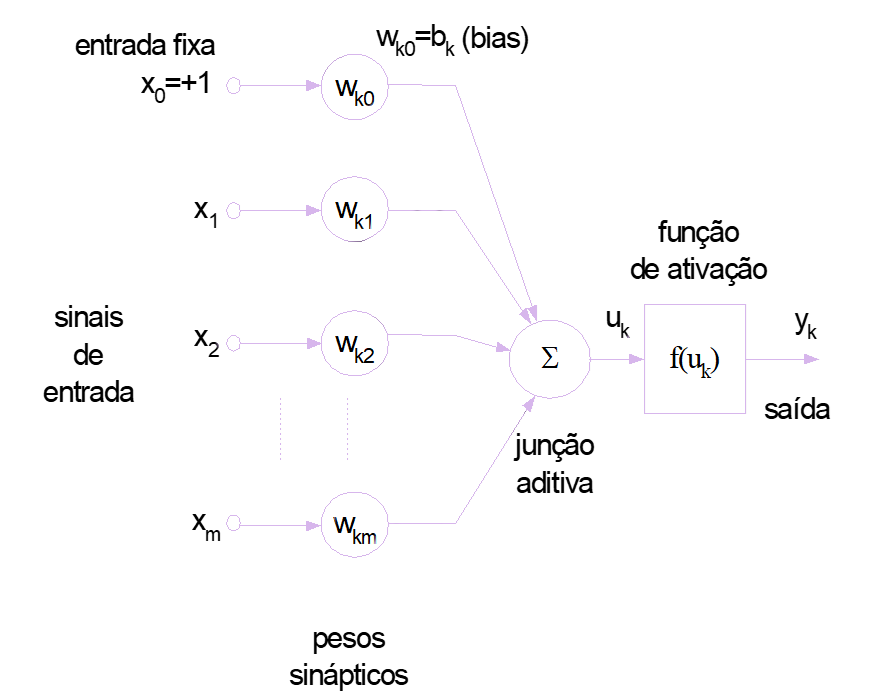 entrada fixa
wk0=bk (bias)
x0=+1
wk0
x1
wk1
função
de ativação
sinais
de
entrada
x2
wk2
Σ
uk
f(uk)
yk
saída
junção
aditiva
xm
wkm
pesos
sinápticos